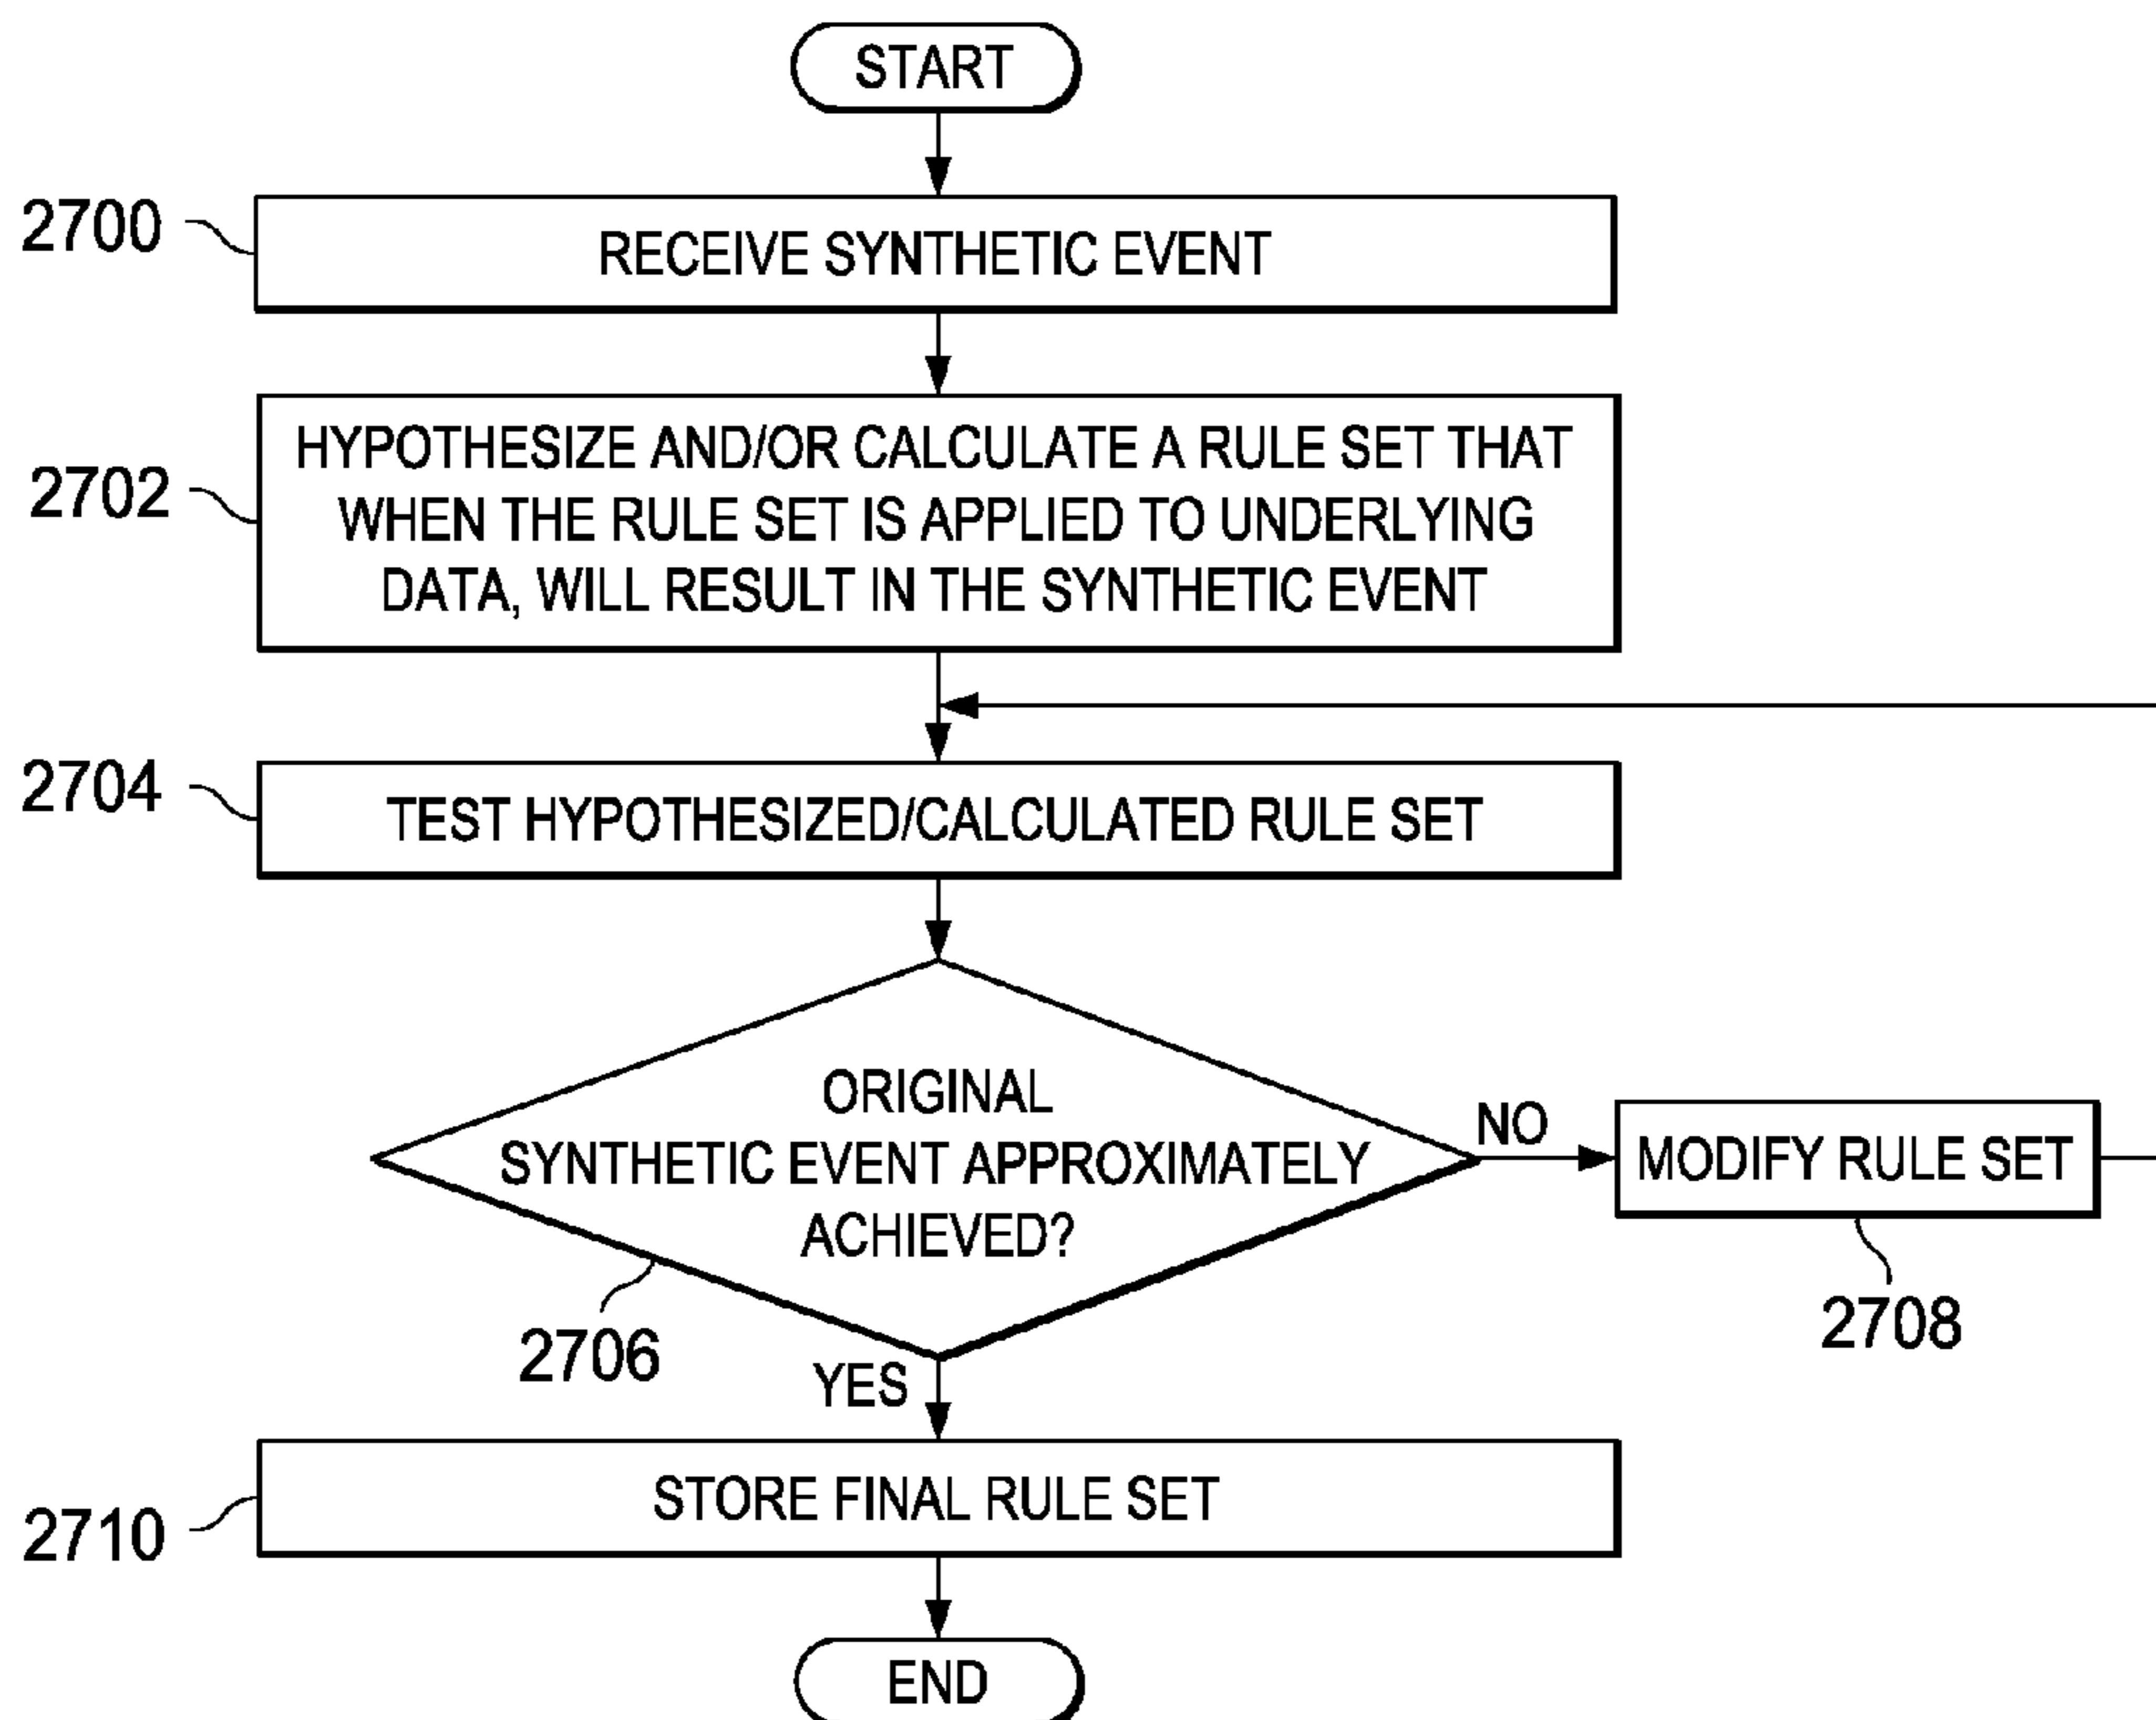 START
2700
RECEIVE SYNTHETIC EVENT
2702
HYPOTHESIZE AND/OR CALCULATE A RULE SET THAT
WHEN THE RULE SET IS APPLIED TO UNDERLYING
DATA, WILL RESULT IN THE SYNTHETIC EVENT
2704
TEST HYPOTHESIZED/CALCULATED RULE SET
ORIGINAL
SYNTHETIC EVENT APPROXIMATELY
ACHIEVED?
2706
NO
MODIFY RULE SET
2708
YES
2710
STORE FINAL RULE SET
END